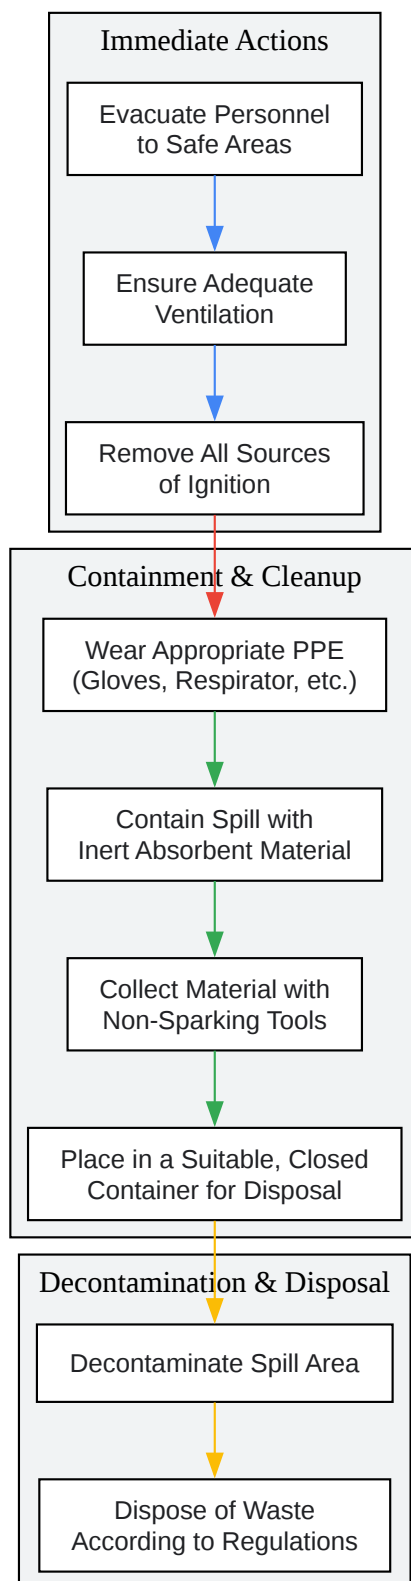 Immediate Actions
Evacuate Personnel
to Safe Areas
Ensure Adequate
Ventilation
Remove All Sources
of Ignition
Containment & Cleanup
Wear Appropriate PPE
(Gloves, Respirator, etc.)
Contain Spill with
Inert Absorbent Material
Collect Material with
Non-Sparking Tools
Place in a Suitable, Closed
Container for Disposal
Decontamination & Disposal
Decontaminate Spill Area
Dispose of Waste
According to Regulations